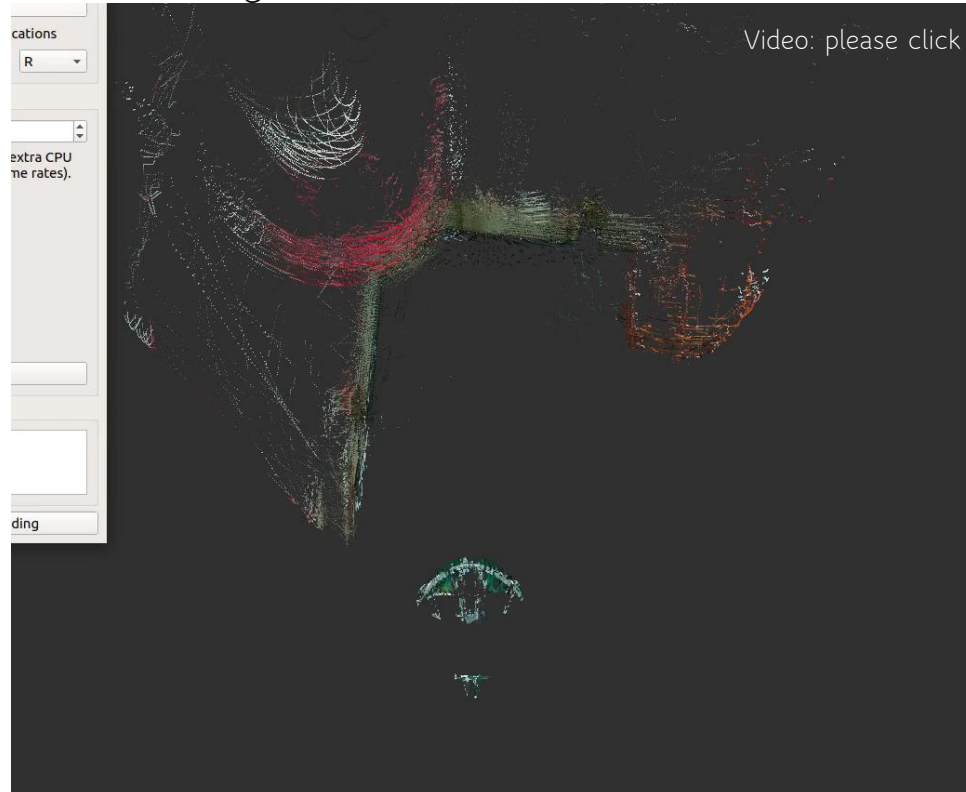 Video: please click
cations
R
extra CPU
me rates).
ding